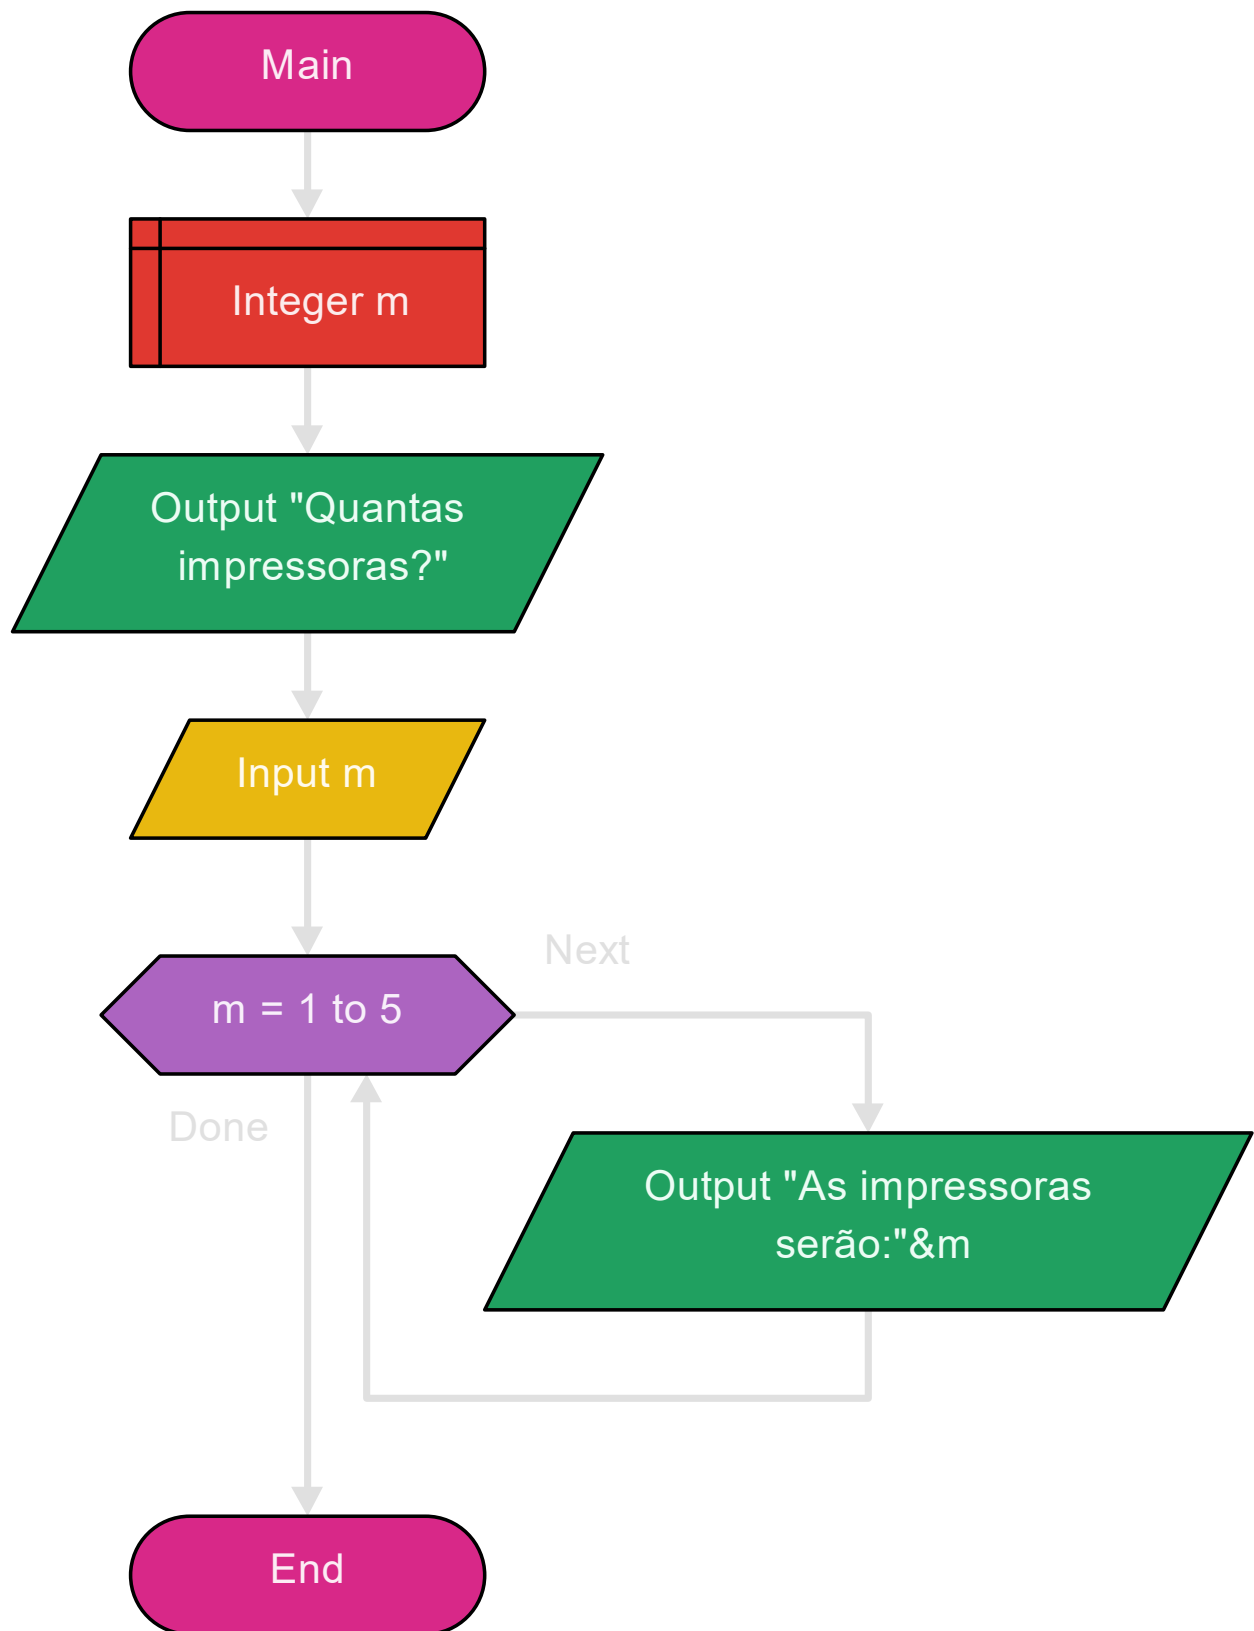 Main
Integer m
Output "Quantas
impressoras?"
Input m
m = 1 to 5
Next
Done
Output "As impressoras
serão:"&m
End